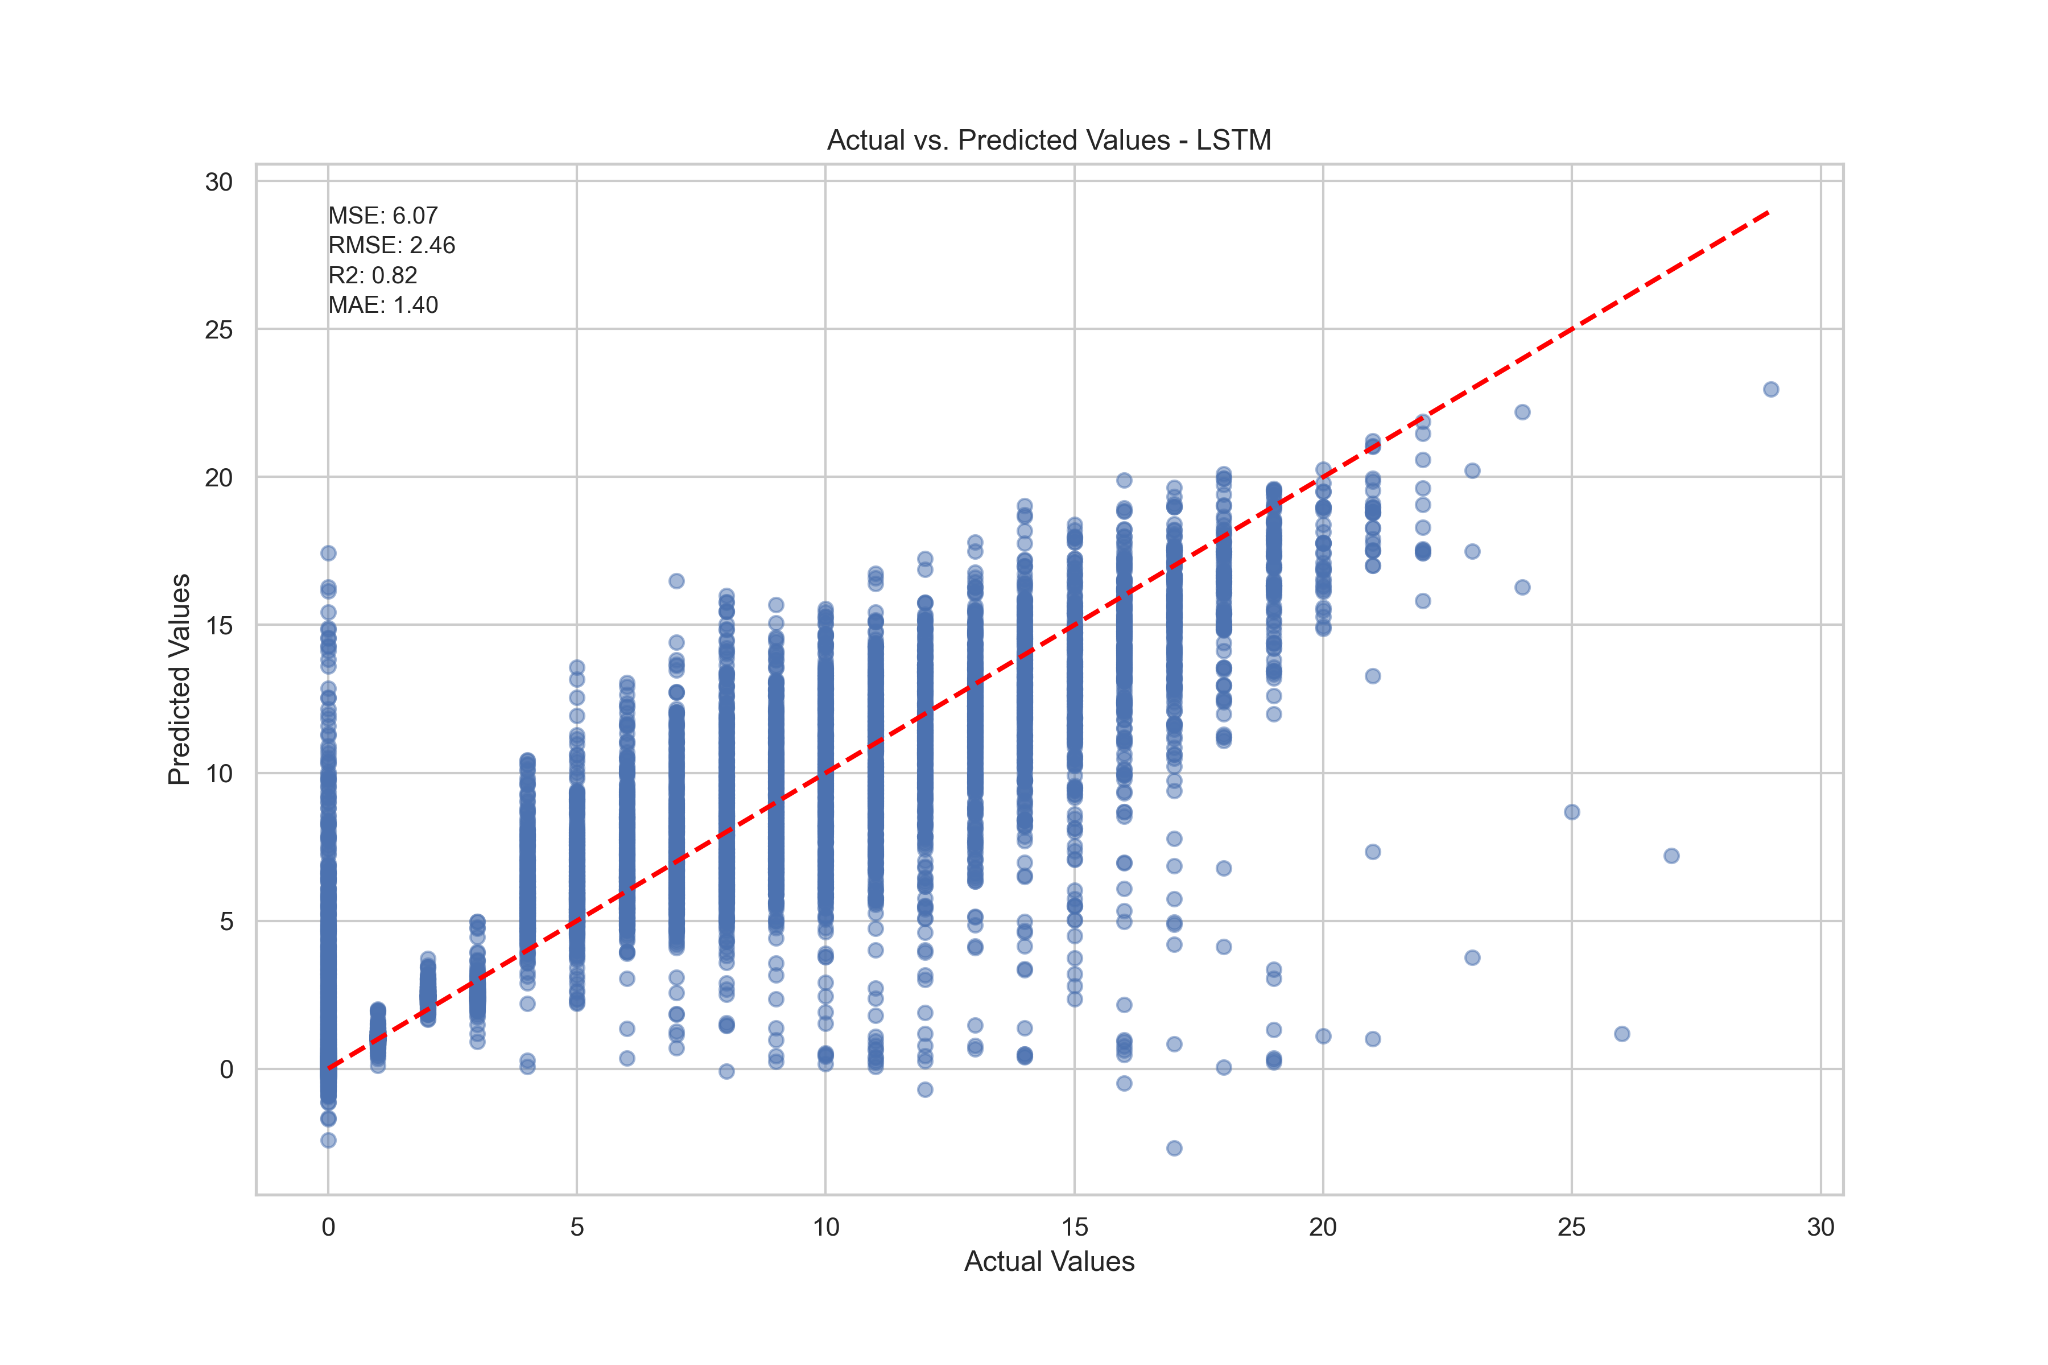 Actual vs. Predicted Values - LSTM
30
MSE: 6.07
RMSE: 2.46
R2: 0.82
MAE: 1.40
25
20
15
10
5
0
Predicted Values
0 5 10 15 20 25 30
Actual Values